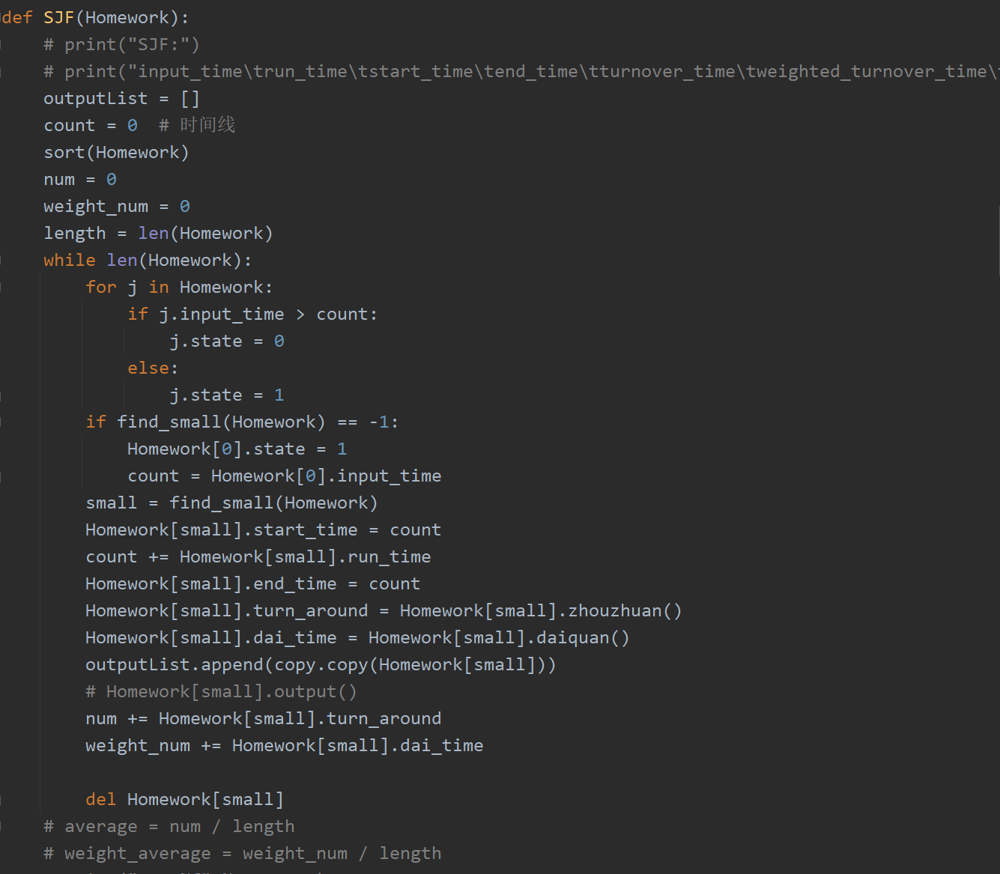 def SJF(Homework):
    # print("SJF:")
    # print("input_time\trun_time\tstart_time\tend_time\tturnover_time\tweighted_turnover_time\
    outputList = []
    count = 0  # 时间线
    sort(Homework)
    num = 0
    weight_num = 0
    length = len(Homework)
    while len(Homework):
        for j in Homework:
            if j.input_time > count:
                j.state = 0
            else:
                j.state = 1
        if find_small(Homework) == -1:
            Homework[0].state = 1
            count = Homework[0].input_time
        small = find_small(Homework)
        Homework[small].start_time = count
        count += Homework[small].run_time
        Homework[small].end_time = count
        Homework[small].turn_around = Homework[small].zhouzhuan()
        Homework[small].dai_time = Homework[small].daiquan()
        outputList.append(copy.copy(Homework[small]))
        # Homework[small].output()
        num += Homework[small].turn_around
        weight_num += Homework[small].dai_time
        del Homework[small]
    # average = num / length
    # weight_average = weight_num / length